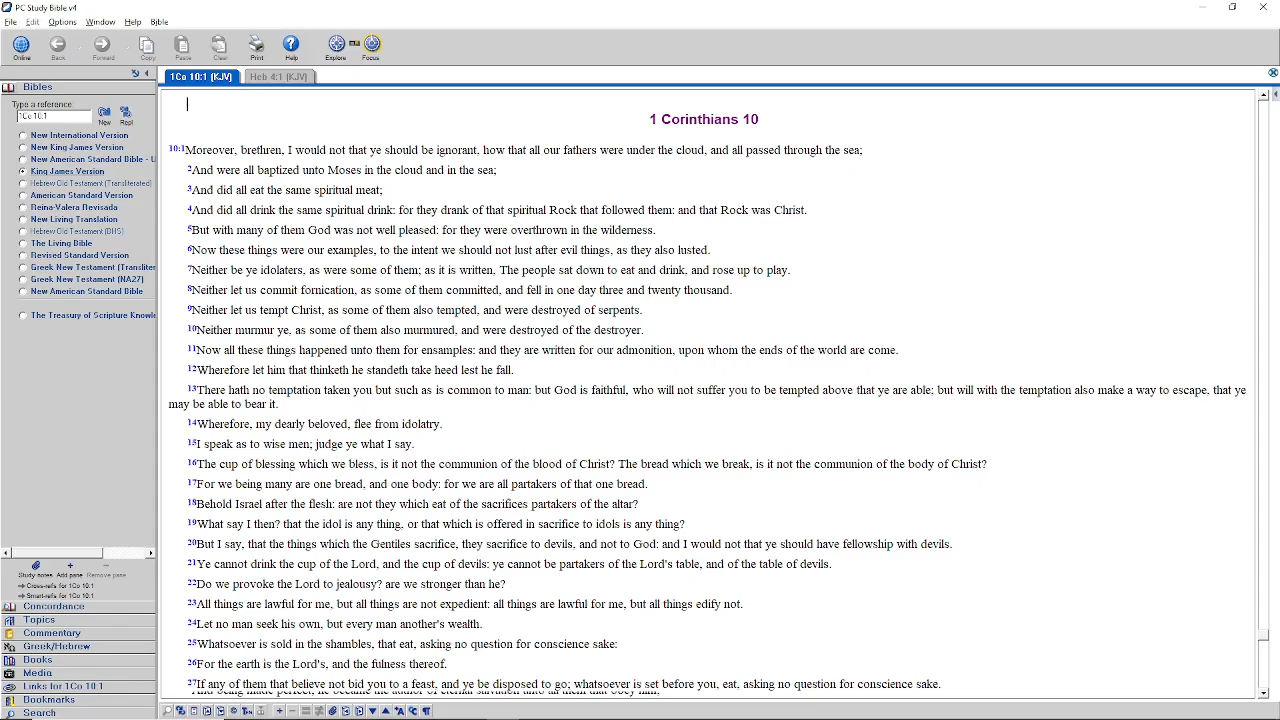 PC Study Bible v4
File Edit Options Window Help Bible
Online Back Forward Copy Paste Clear Print Help Explore Focus
1Co 10:1 (KJV) Heb 4:1 (KJV)
Bibles
Type a reference:
1Co 10:1 New Repl
New International Version
New King James Version
New American Standard Bible - U
King James Version
Hebrew Old Testament (Transliterated)
American Standard Version
Reina-Valera Revisada
New Living Translation
Hebrew Old Testament (BHS)
The Living Bible
Revised Standard Version
Greek New Testament (Transliter
Greek New Testament (NA27)
New American Standard Bible
The Treasury of Scripture Knowle
Study notes Add pane Remove pane
Cross-refs for 1Co 10:1
Smart-refs for 1Co 10:1
Concordance
Topics
Commentary
Greek/Hebrew
Books
Media
Links for 1Co 10:1
Bookmarks
Search
1 Corinthians 10
10:1Moreover, brethren, I would not that ye should be ignorant, how that all our fathers were under the cloud, and all passed through the sea;
2And were all baptized unto Moses in the cloud and in the sea;
3And did all eat the same spiritual meat;
4And did all drink the same spiritual drink: for they drank of that spiritual Rock that followed them: and that Rock was Christ.
5But with many of them God was not well pleased: for they were overthrown in the wilderness.
6Now these things were our examples, to the intent we should not lust after evil things, as they also lusted.
7Neither be ye idolaters, as were some of them; as it is written, The people sat down to eat and drink, and rose up to play.
8Neither let us commit fornication, as some of them committed, and fell in one day three and twenty thousand.
9Neither let us tempt Christ, as some of them also tempted, and were destroyed of serpents.
10Neither murmur ye, as some of them also murmured, and were destroyed of the destroyer.
11Now all these things happened unto them for ensamples: and they are written for our admonition, upon whom the ends of the world are come.
12Wherefore let him that thinketh he standeth take heed lest he fall.
13There hath no temptation taken you but such as is common to man: but God is faithful, who will not suffer you to be tempted above that ye are able; but will with the temptation also make a way to escape, that ye
may be able to bear it.
14Wherefore, my dearly beloved, flee from idolatry.
15I speak as to wise men; judge ye what I say.
16The cup of blessing which we bless, is it not the communion of the blood of Christ? The bread which we break, is it not the communion of the body of Christ?
17For we being many are one bread, and one body: for we are all partakers of that one bread.
18Behold Israel after the flesh: are not they which eat of the sacrifices partakers of the altar?
19What say I then? that the idol is any thing, or that which is offered in sacrifice to idols is any thing?
20But I say, that the things which the Gentiles sacrifice, they sacrifice to devils, and not to God: and I would not that ye should have fellowship with devils.
21Ye cannot drink the cup of the Lord, and the cup of devils: ye cannot be partakers of the Lord's table, and of the table of devils.
22Do we provoke the Lord to jealousy? are we stronger than he?
23All things are lawful for me, but all things are not expedient: all things are lawful for me, but all things edify not.
24Let no man seek his own, but every man another's wealth.
25Whatsoever is sold in the shambles, that eat, asking no question for conscience sake:
26For the earth is the Lord's, and the fulness thereof.
27If any of them that believe not bid you to a feast, and ye be disposed to go; whatsoever is set before you, eat, asking no question for conscience sake.
And being made perfect, he became the author of eternal salvation unto all them that obey him;